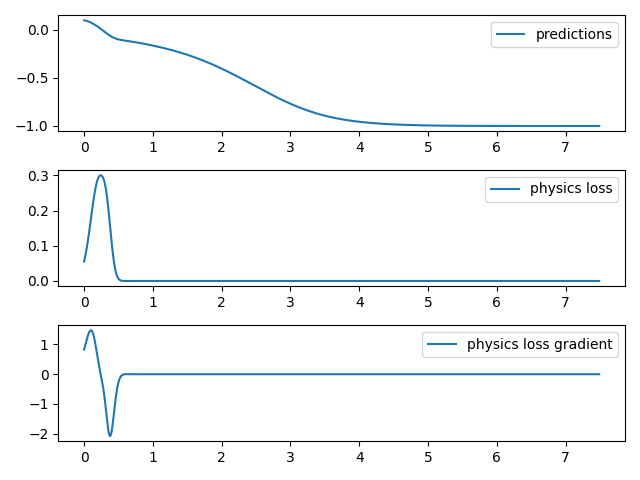 0.0
predictions
−0.5
−1.0
0 1 2 3 4 5 6 7
0.3
physics loss
0.2
0.1
0.0
0 1 2 3 4 5 6 7
physics loss gradient
1
0
−1
−2
0 1 2 3 4 5 6 7